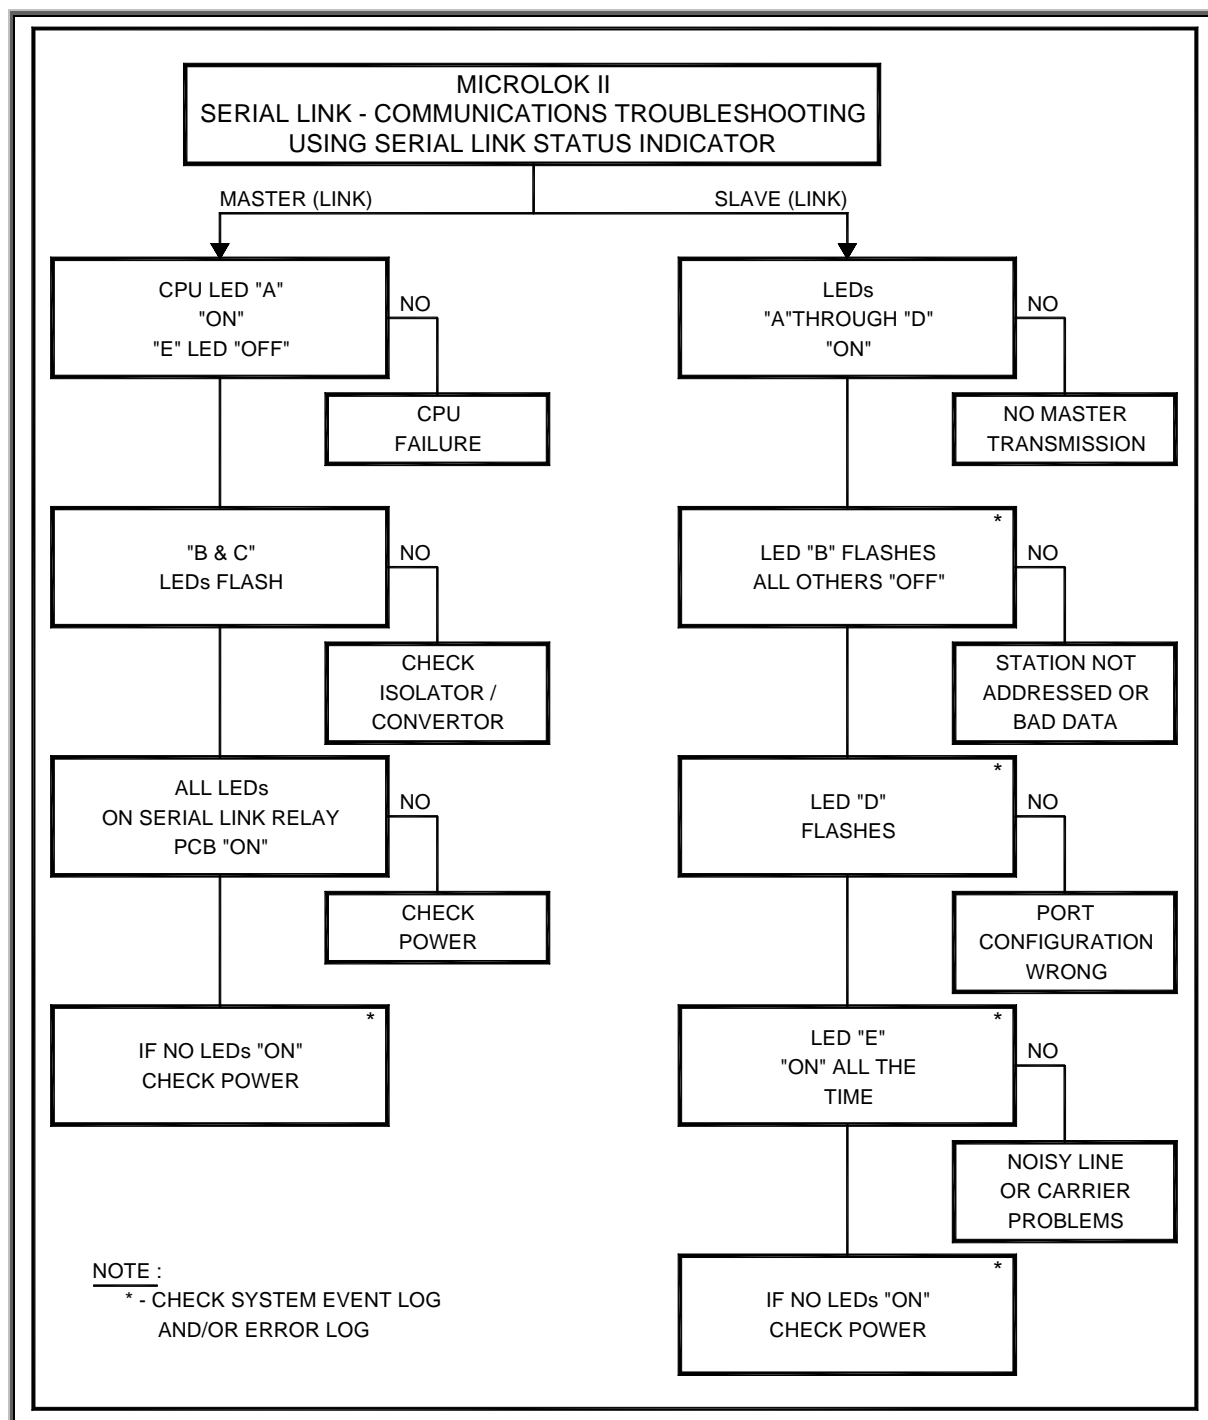 MICROLOK II
SERIAL LINK - COMMUNICATIONS TROUBLESHOOTING
USING SERIAL LINK STATUS INDICATOR
MASTER (LINK)
SLAVE (LINK)
CPU LED "A"
"ON"
"E" LED "OFF"
NO
CPU
FAILURE
"B & C"
LEDs FLASH
NO
CHECK
ISOLATOR /
CONVERTOR
ALL LEDs
ON SERIAL LINK RELAY
PCB "ON"
NO
CHECK
POWER
*
IF NO LEDs "ON"
CHECK POWER
LEDs
"A"THROUGH "D"
"ON"
NO
NO MASTER
TRANSMISSION
*
LED "B" FLASHES
ALL OTHERS "OFF"
NO
STATION NOT
ADDRESSED OR
BAD DATA
*
LED "D"
FLASHES
NO
PORT
CONFIGURATION
WRONG
*
LED "E"
"ON" ALL THE
TIME
NO
NOISY LINE
OR CARRIER
PROBLEMS
*
IF NO LEDs "ON"
CHECK POWER
NOTE :
* - CHECK SYSTEM EVENT LOG
AND/OR ERROR LOG